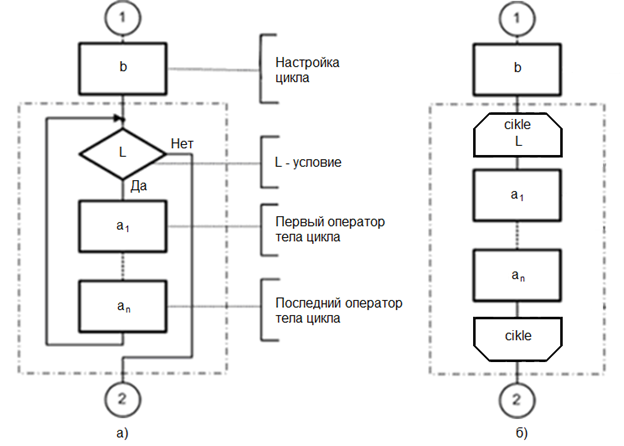 1
b
Настройка
цикла
L
Нет
L - условие
Да
a1
Первый оператор
тела цикла
an
Последний оператор
тела цикла
2
а)
1
b
cikle
L
a1
an
cikle
2
б)